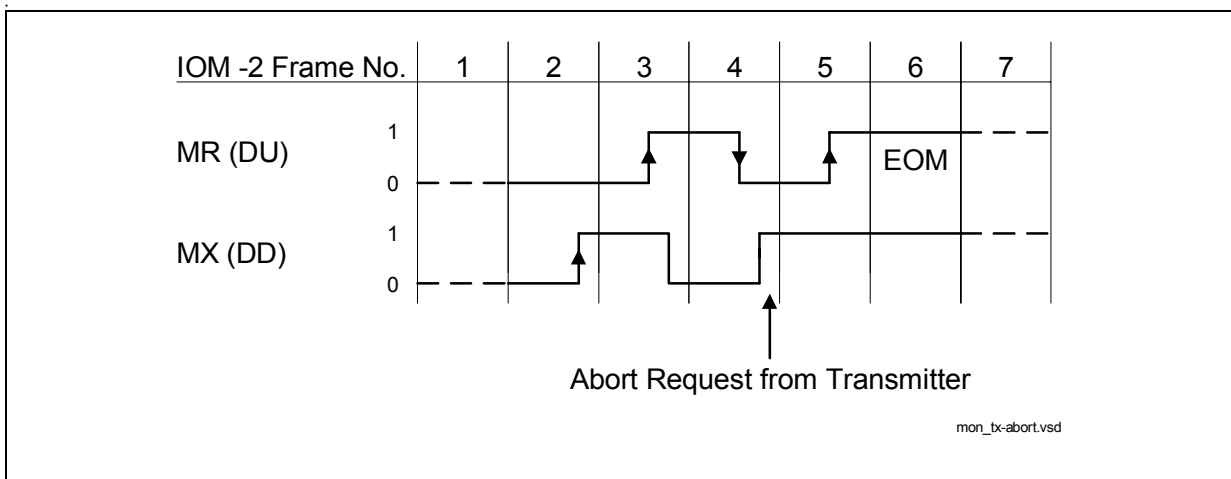 IOM -2 Frame No. 1 2 3 4 5 6 7
1
MR (DU)
EOM
0
1
MX (DD)
0
Abort Request from Transmitter
mon_tx-abort.vsd